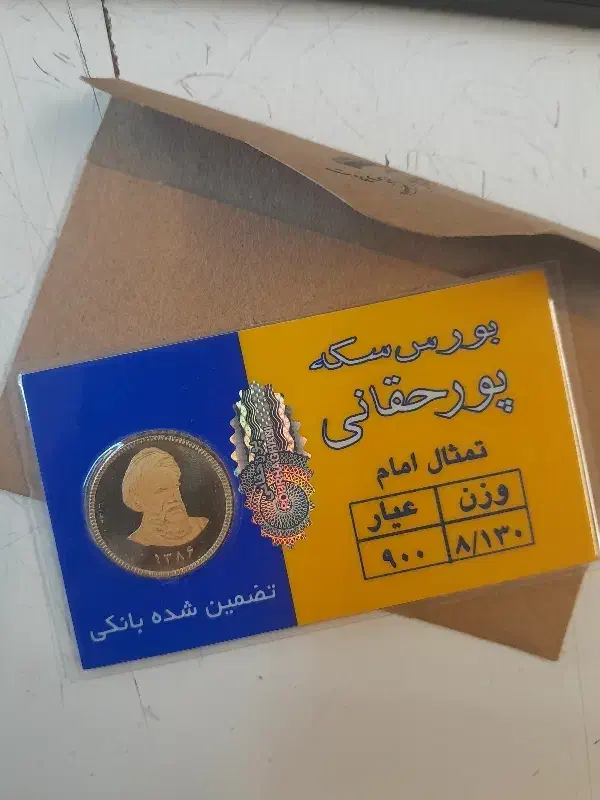 بورس سکه
پورحقانی
تمثال امام
وزن عیار
۸/۱۳۰ ۹۰۰
۱۳۸۶
تضمین شده بانکی